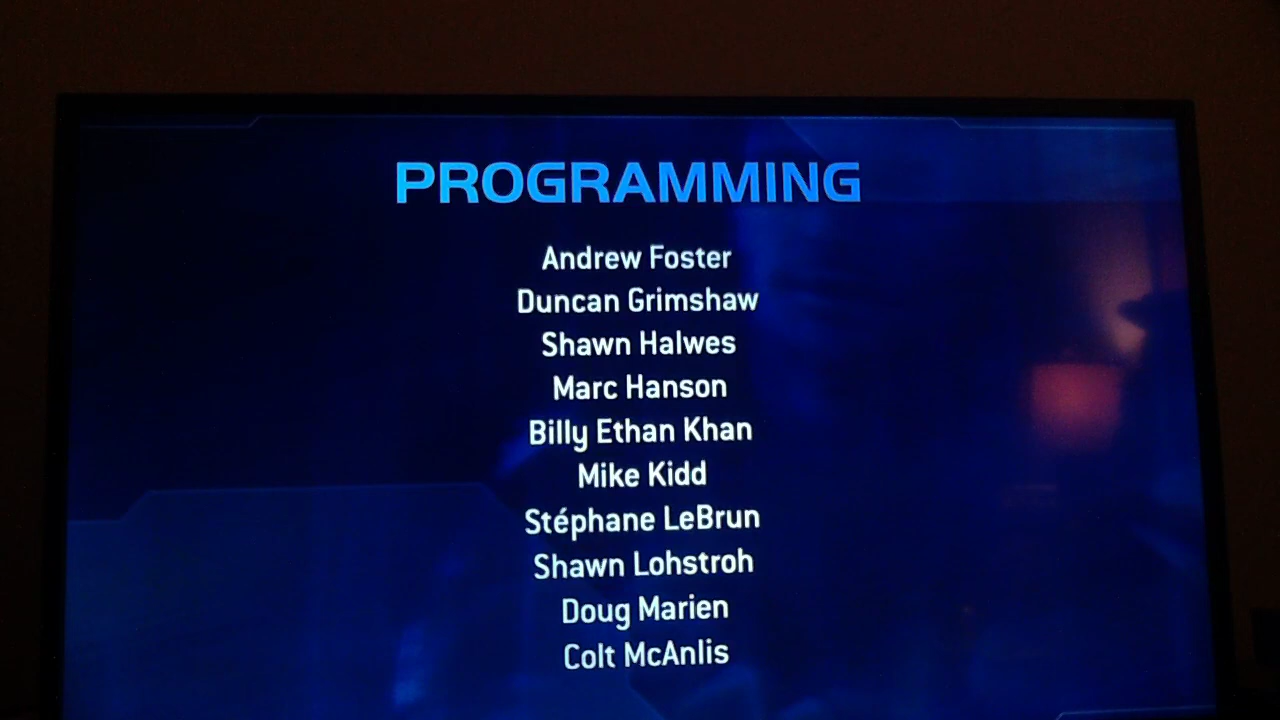 PROGRAMMING
Andrew Foster
Duncan Grimshaw
Shawn Halwes
Marc Hanson
Billy Ethan Khan
Mike Kidd
Stéphane LeBrun
Shawn Lohstroh
Doug Marien
Colt McAnlis